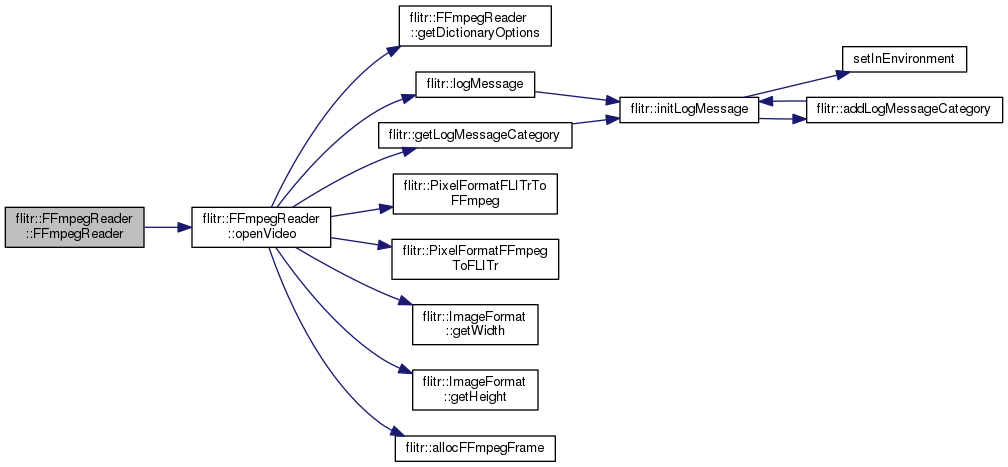 flitr::FFmpegReader
::FFmpegReader
flitr::FFmpegReader
::openVideo
flitr::FFmpegReader
::getDictionaryOptions
flitr::logMessage
flitr::getLogMessageCategory
flitr::PixelFormatFLITrTo
FFmpeg
flitr::PixelFormatFFmpeg
ToFLITr
flitr::ImageFormat
::getWidth
flitr::ImageFormat
::getHeight
flitr::allocFFmpegFrame
flitr::initLogMessage
setInEnvironment
flitr::addLogMessageCategory